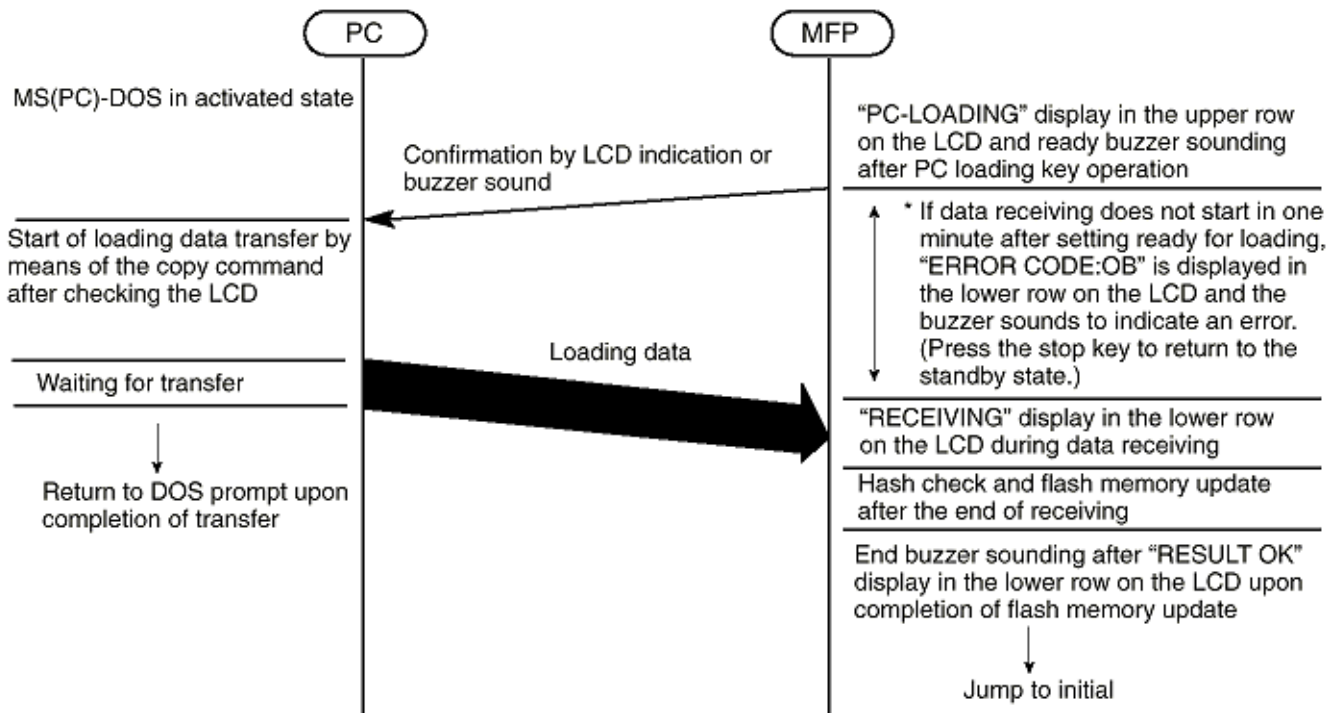 PC
MFP
MS(PC)-DOS in activated state
“PC-LOADING” display in the upper row
on the LCD and ready buzzer sounding
after PC loading key operation
Confirmation by LCD indication or
buzzer sound
Start of loading data transfer by
means of the copy command
after checking the LCD
* If data receiving does not start in one
minute after setting ready for loading,
“ERROR CODE:OB” is displayed in
the lower row on the LCD and the
buzzer sounds to indicate an error.
(Press the stop key to return to the
standby state.)
Loading data
Waiting for transfer
“RECEIVING” display in the lower row
on the LCD during data receiving
Return to DOS prompt upon
completion of transfer
Hash check and flash memory update
after the end of receiving
End buzzer sounding after “RESULT OK”
display in the lower row on the LCD upon
completion of flash memory update
Jump to initial